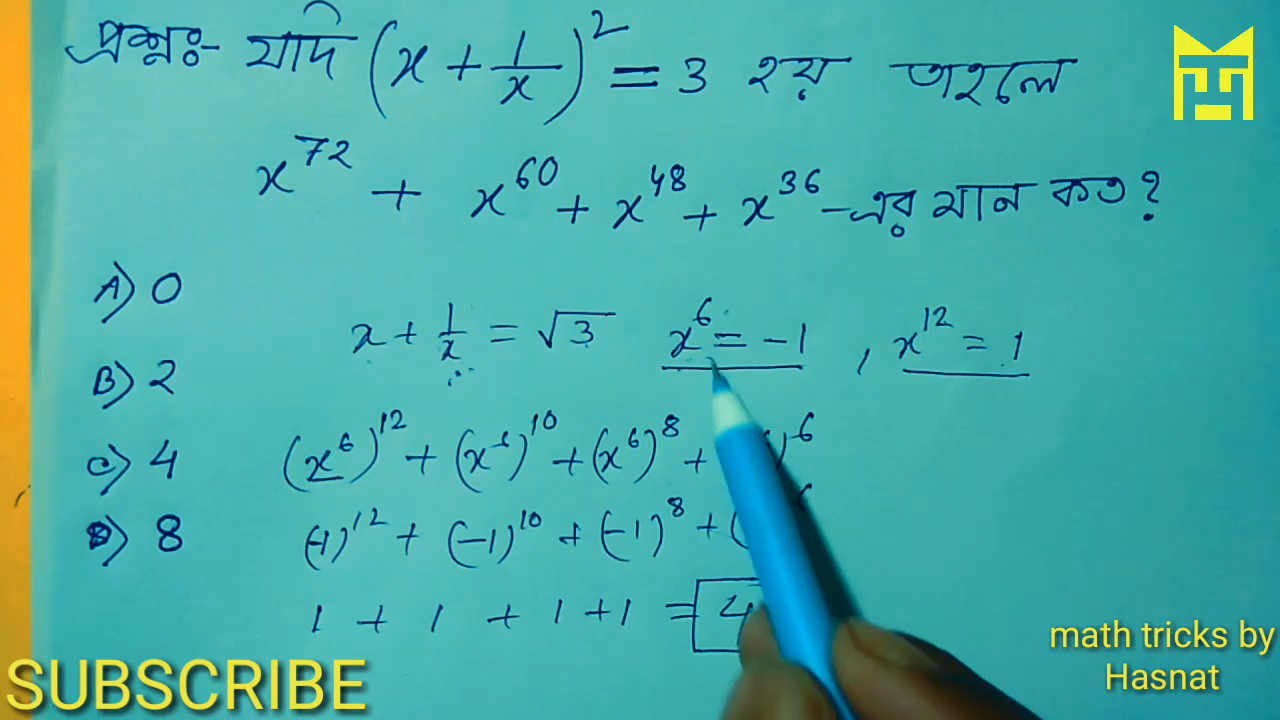 প্রশ্নঃ- যদি (x + 1/x)² = 3 হয় তাহলে
x⁷² + x⁶⁰ + x⁴⁸ + x³⁶ -এর মান কত?
A) 0
x + 1/x = √3 x⁶ = -1 , x¹² = 1
B) 2
C) 4 (x⁶)¹² + (x⁶)¹⁰ + (x⁶)⁸ + )⁶
D) 8 (-1)¹² + (-1)¹⁰ + (-1)⁸ + (
1 + 1 + 1 + 1 = 4
math tricks by
Hasnat
SUBSCRIBE